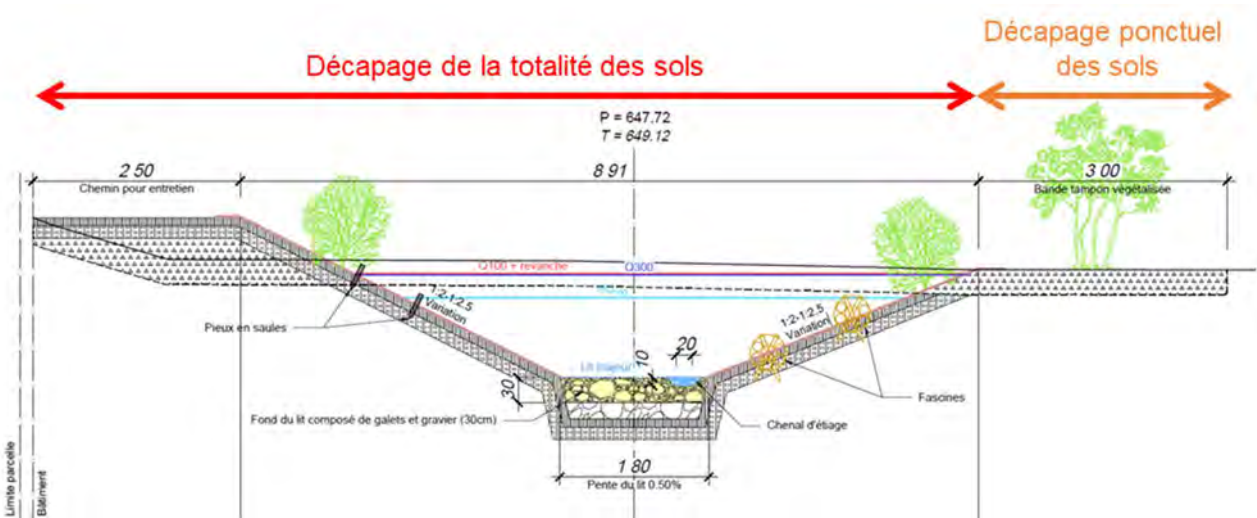 Décapage de la totalité des sols
Décapage ponctuel
des sols
P = 647.72
T = 649.12
2 50
Chemin pour entretien
8 91
3 00
Bande tampon végétalisée
Q100 + revanche
Q300
1:2-1:2.5
Variation
Pieux en saules
1:2-1:2.5
Variation
20
10
Lit majeur
30
Fond du lit composé de galets et gravier (30cm)
Chenal d'étiage
Fascines
1 80
Pente du lit 0.50%
Limite parcelle
Bâtiment